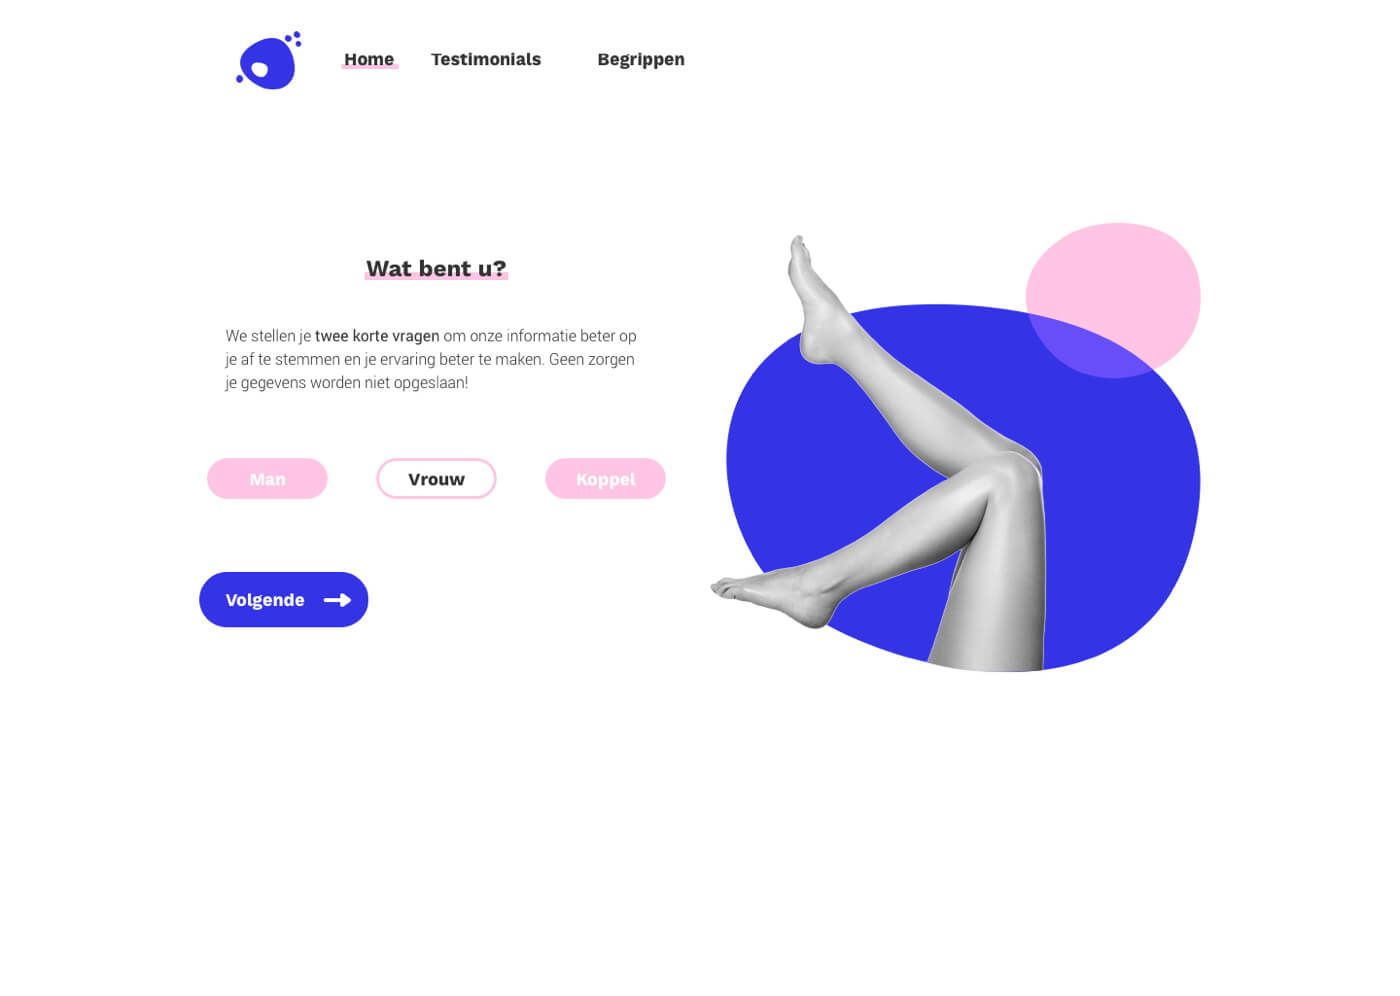 Home Testimonials Begrippen
Wat bent u?
We stellen je twee korte vragen om onze informatie beter op
je af te stemmen en je ervaring beter te maken. Geen zorgen
je gegevens worden niet opgeslaan!
Man Vrouw Koppel
Volgende